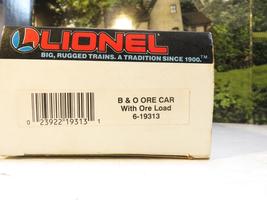 LIONEL
BIG, RUGGED TRAINS. A TRADITION SINCE 1900.™
B & O ORE CAR
With Ore Load
6-19313
0 23922 19313 1